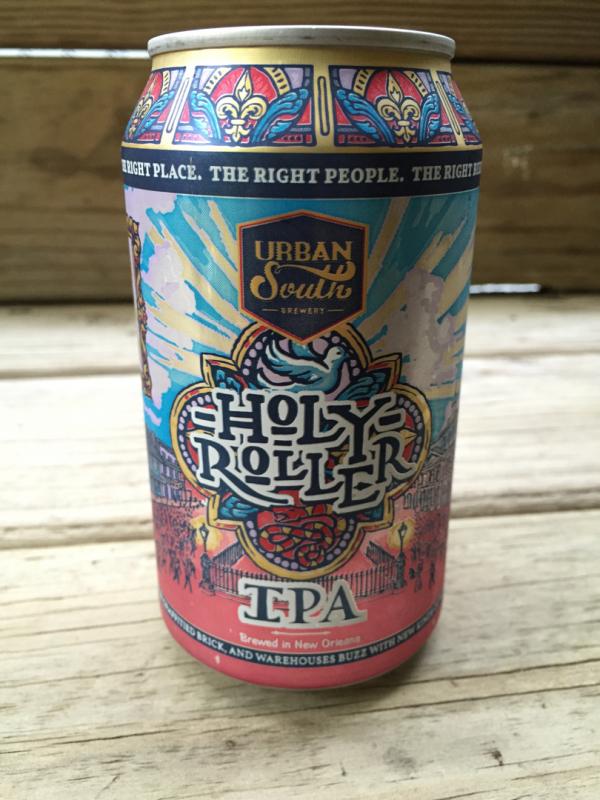 RIGHT PLACE. THE RIGHT PEOPLE. THE RIGHT
URBAN
South
BREWERY
HOLY
ROLLER
IPA
Brewed in New Orleans
BRICK, AND WAREHOUSES BUZZ WITH NEW